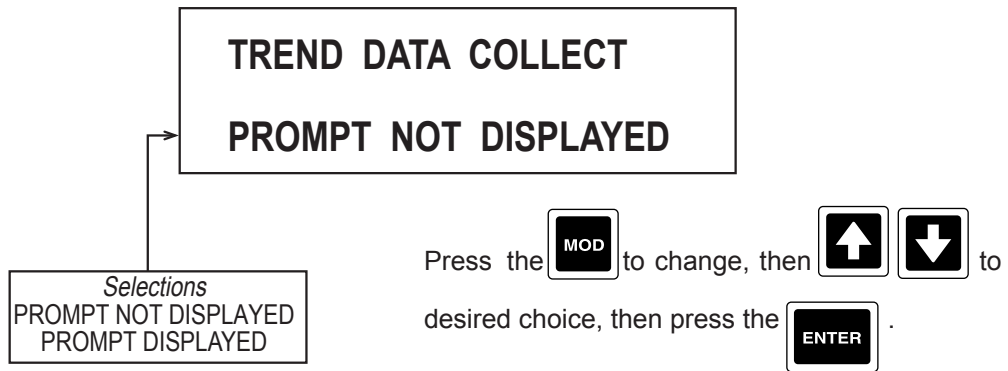 TREND DATA COLLECT
PROMPT NOT DISPLAYED
Selections
PROMPT NOT DISPLAYED
PROMPT DISPLAYED
Press the MOD to change, then to
desired choice, then press the ENTER .